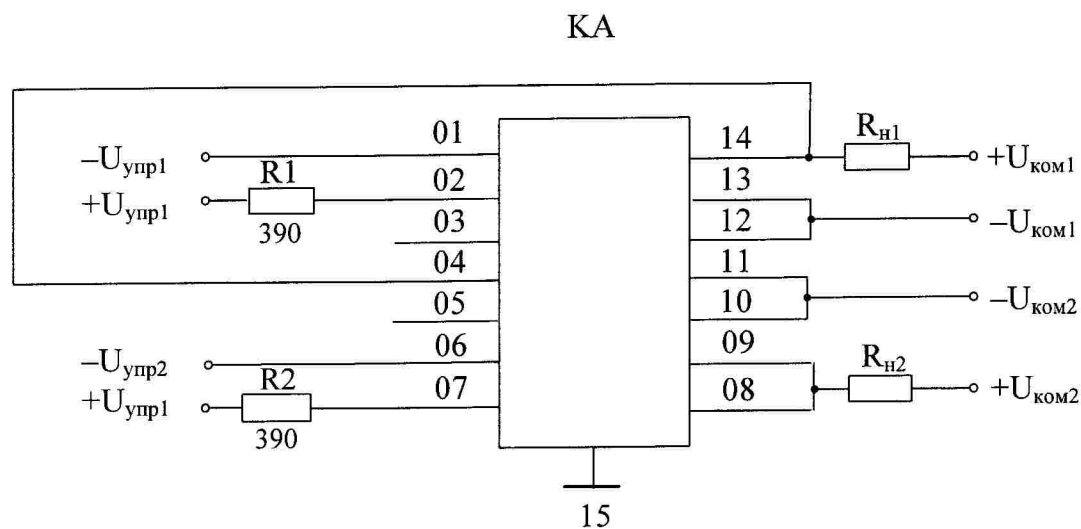 КА
01
–Uупр1
R1
02
+Uупр1
390
03
04
05
06
–Uупр2
R2
07
+Uупр1
390
14
Rн1
+Uком1
13
12
–Uком1
11
10
–Uком2
09
Rн2
08
+Uком2
15